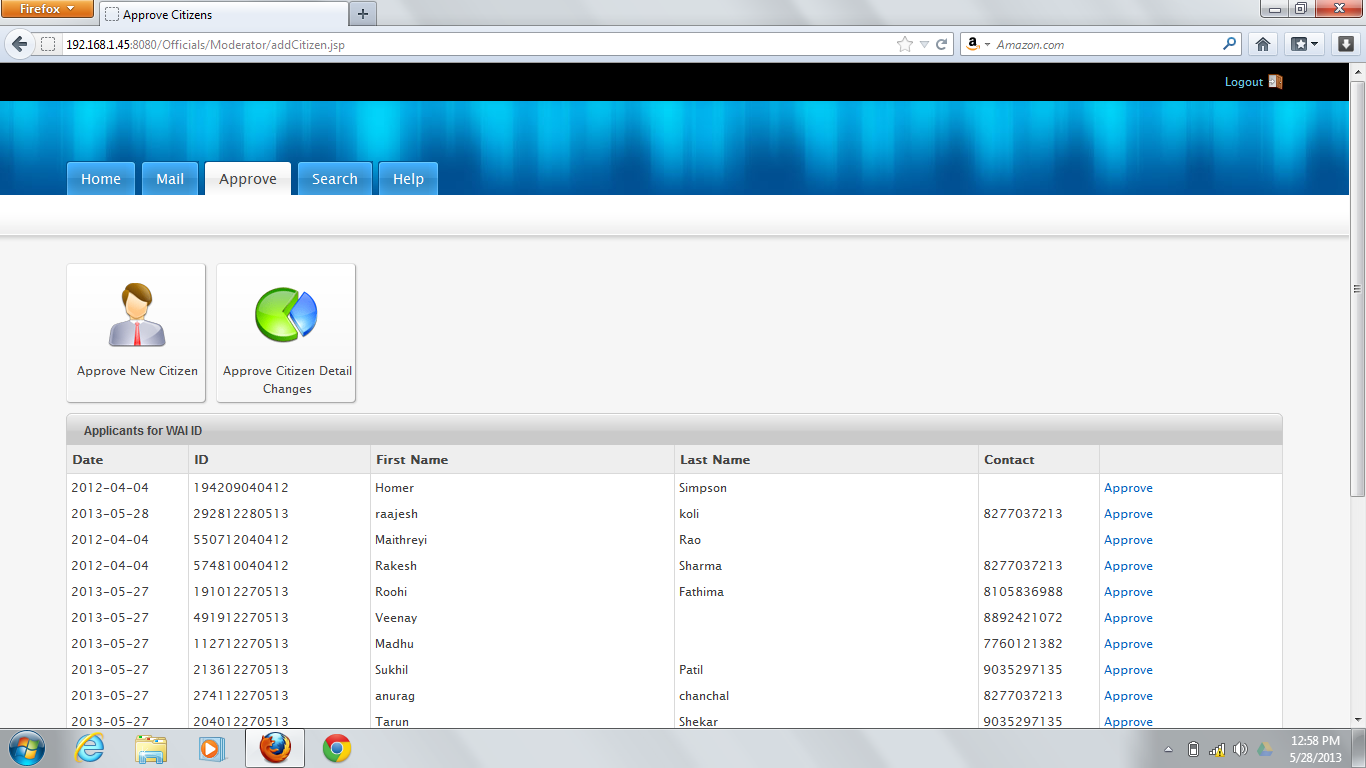 Firefox
Approve Citizens
192.168.1.45:8080/Officials/Moderator/addCitizen.jsp
Amazon.com
Logout
Home Mail Approve Search Help
Approve New Citizen
Approve Citizen Detail
Changes
Applicants for WAI ID
Date ID First Name Last Name Contact
2012-04-04 194209040412 Homer Simpson Approve
2013-05-28 292812280513 raajesh koli 8277037213 Approve
2012-04-04 550712040412 Maithreyi Rao Approve
2012-04-04 574810040412 Rakesh Sharma 8277037213 Approve
2013-05-27 191012270513 Roohi Fathima 8105836988 Approve
2013-05-27 491912270513 Veenay 8892421072 Approve
2013-05-27 112712270513 Madhu 7760121382 Approve
2013-05-27 213612270513 Sukhil Patil 9035297135 Approve
2013-05-27 274112270513 anurag chanchal 8277037213 Approve
2013-05-27 204012270513 Tarun Shekar 9035297135 Approve
12:58 PM
5/28/2013